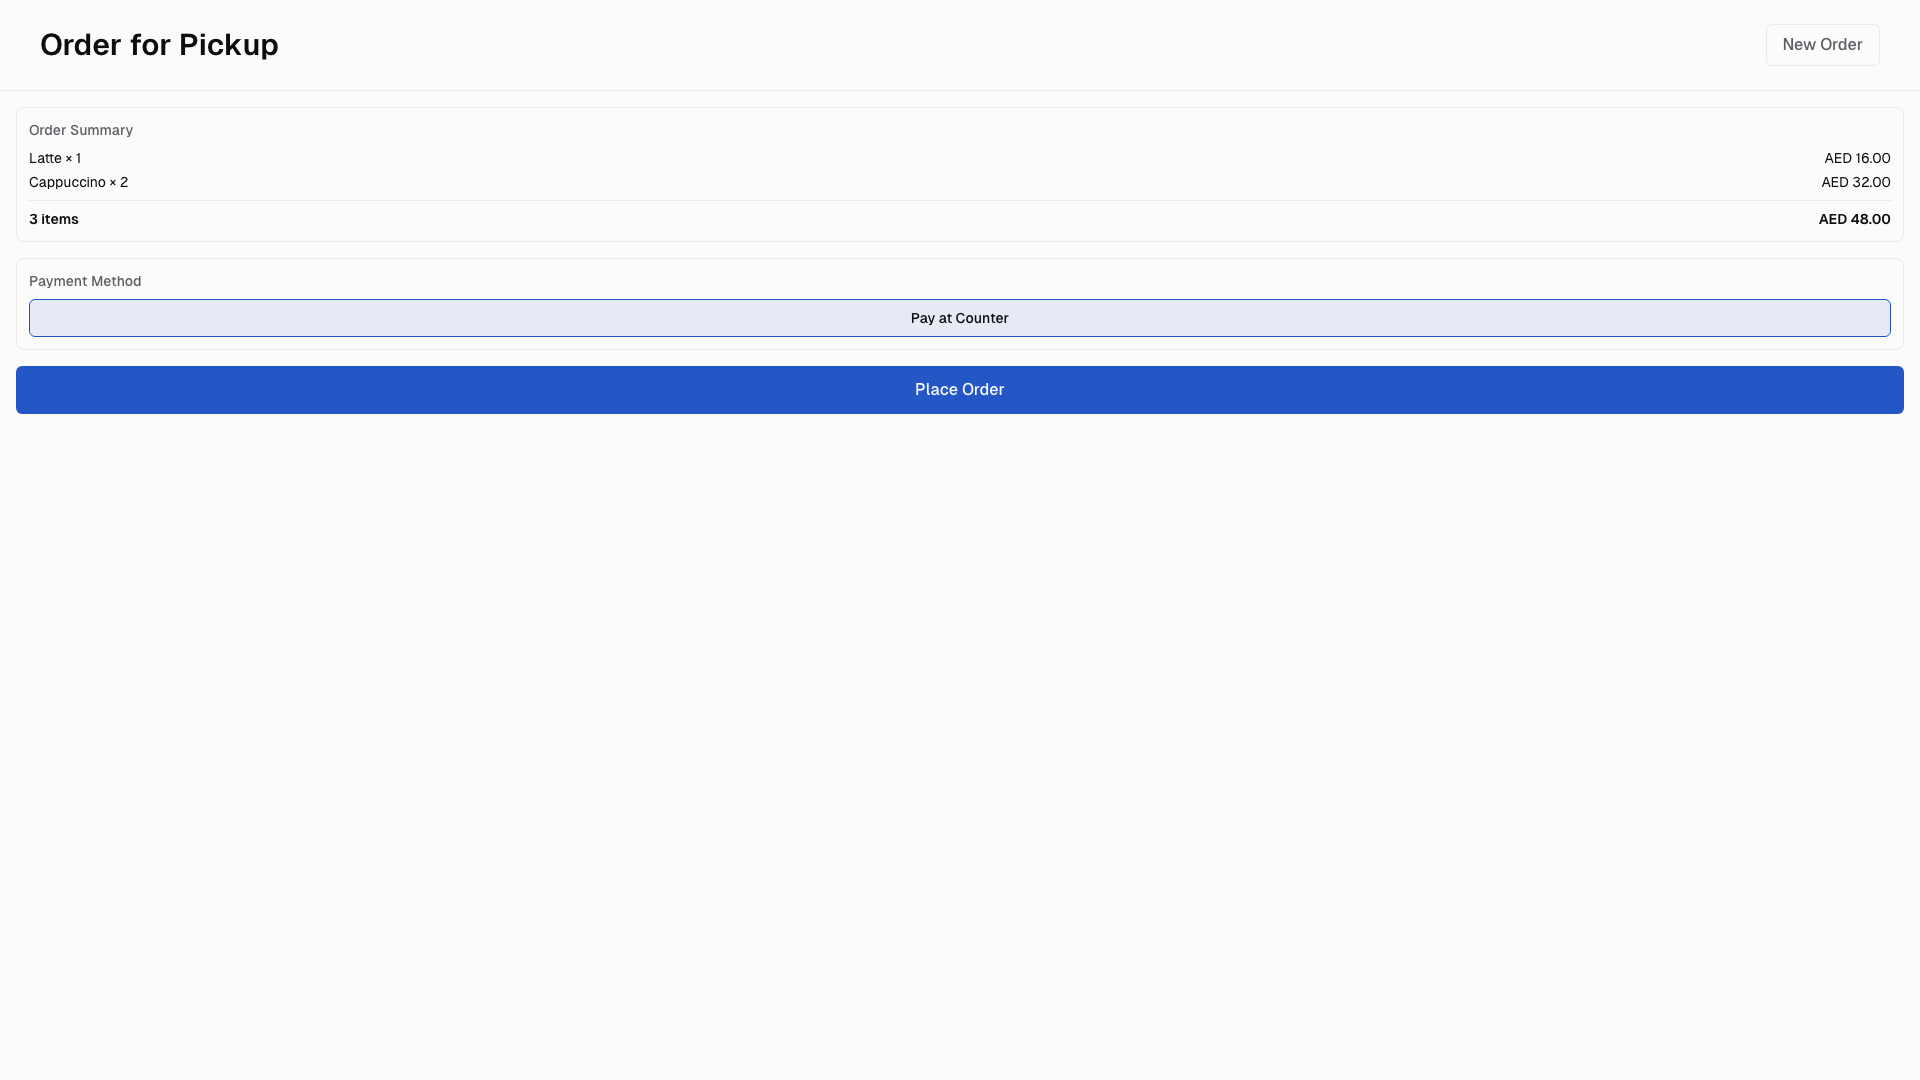 Order for Pickup
New Order
Order Summary
Latte × 1 AED 16.00
Cappuccino × 2 AED 32.00
3 items AED 48.00
Payment Method
Pay at Counter
Place Order